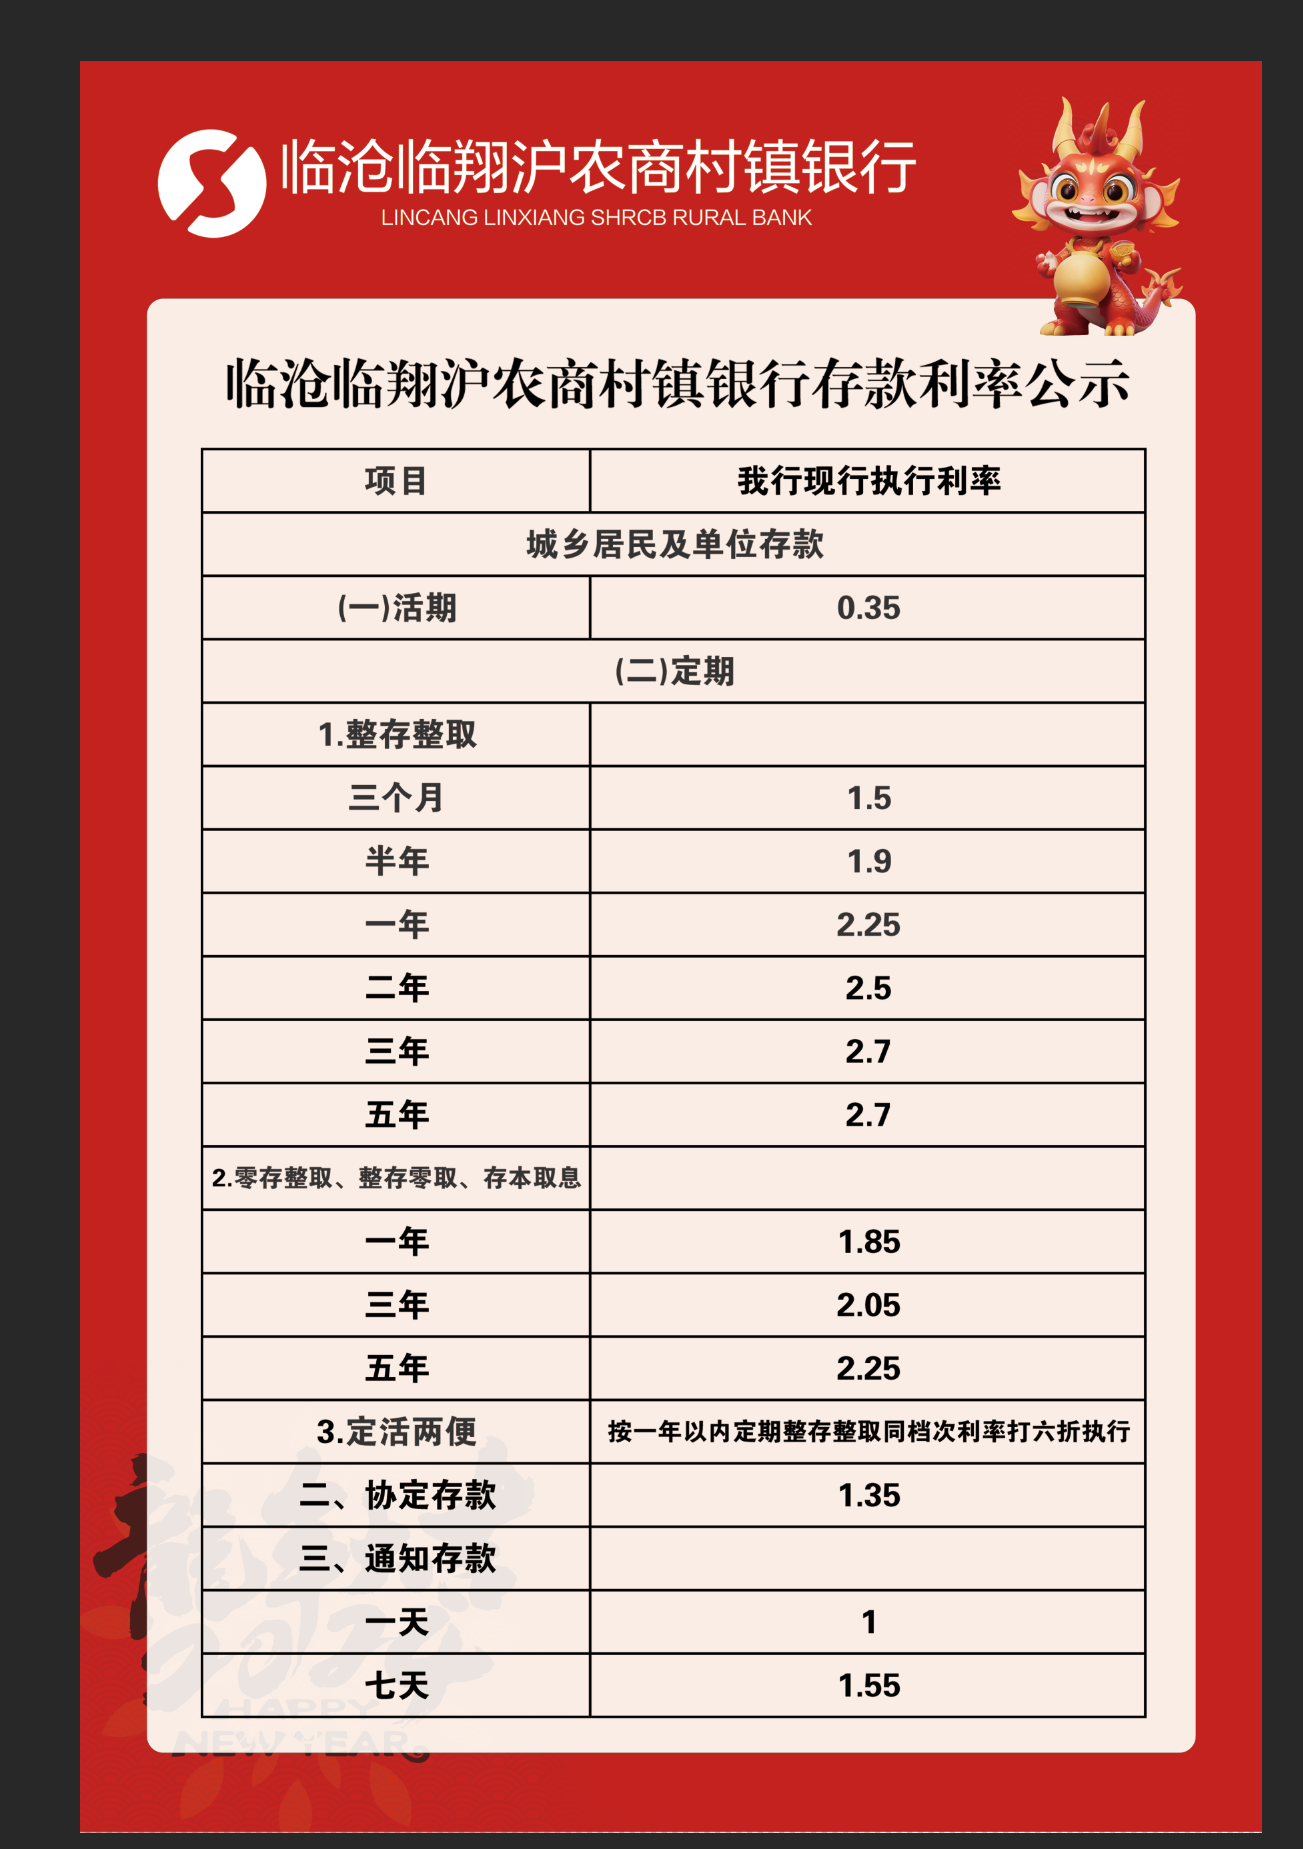 临沧临翔沪农商村镇银行
LINCANG LINXIANG SHRCB RURAL BANK
临沧临翔沪农商村镇银行存款利率公示
项目 我行现行执行利率
城乡居民及单位存款
(一)活期 0.35
(二)定期
1.整存整取
三个月 1.5
半年 1.9
一年 2.25
二年 2.5
三年 2.7
五年 2.7
2.零存整取、整存零取、存本取息
一年 1.85
三年 2.05
五年 2.25
3.定活两便 按一年以内定期整存整取同档次利率打六折执行
二、协定存款 1.35
三、通知存款
一天 1
七天 1.55
HAPPY
NEW YEAR